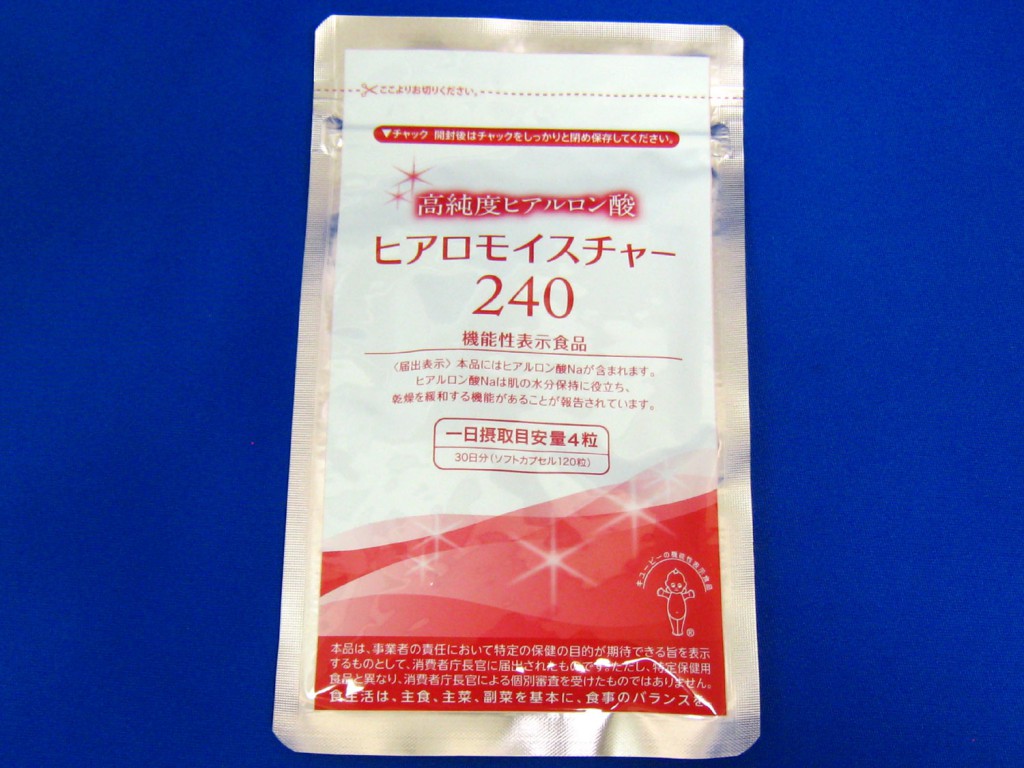 ここよりお切りください。
▼チャック 開封後はチャックをしっかりと閉め保存してください。
高純度ヒアルロン酸
ヒアロモイスチャー
240
機能性表示食品
〈届出表示〉本品にはヒアルロン酸Naが含まれます。
ヒアルロン酸Naは肌の水分保持に役立ち、
乾燥を緩和する機能があることが報告されています。
一日摂取目安量4粒
30日分(ソフトカプセル120粒)
キユーピーの機能性表示食品
®
本品は、事業者の責任において特定の保健の目的が期待できる旨を表示
するものとして、消費者庁長官に届出されたものです。ただし、特定保健用
食品と異なり、消費者庁長官による個別審査を受けたものではありません。
食生活は、主食、主菜、副菜を基本に、食事のバランスを